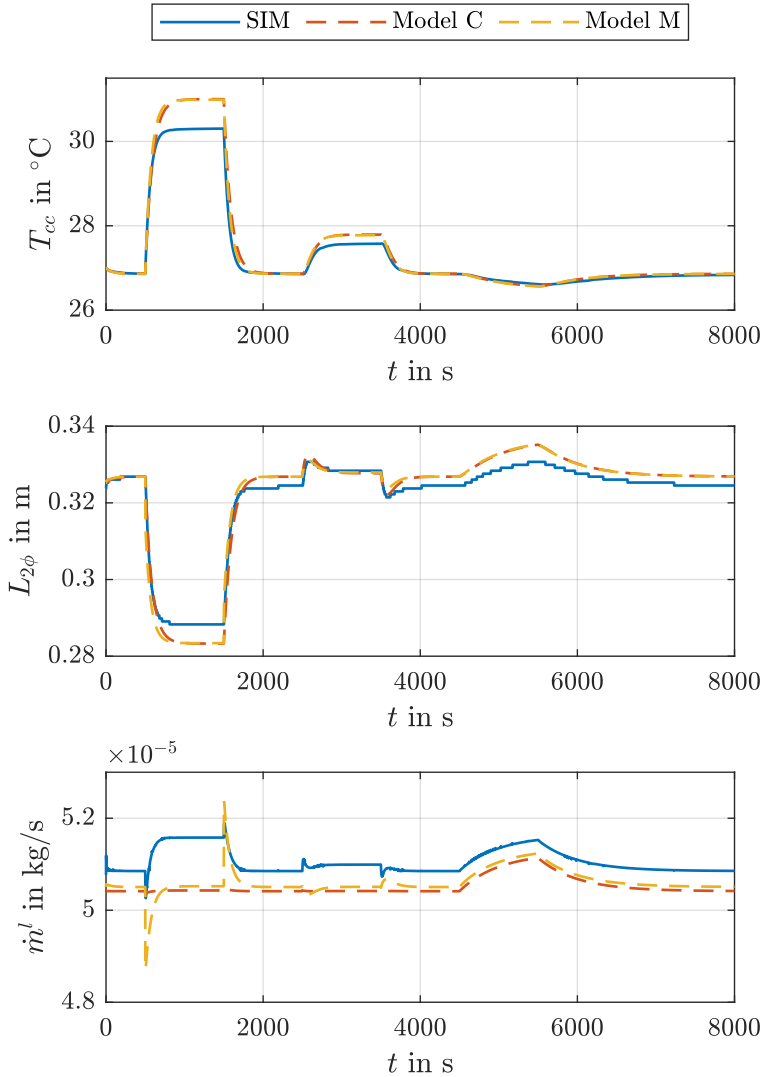 SIM Model C Model M
30
28
26
T_cc in °C
0 2000 4000 6000 8000
t in s
0.34
0.32
0.3
0.28
L_2ϕ in m
0 2000 4000 6000 8000
t in s
×10⁻⁵
5.2
5
4.8
ṁˡ in kg/s
0 2000 4000 6000 8000
t in s